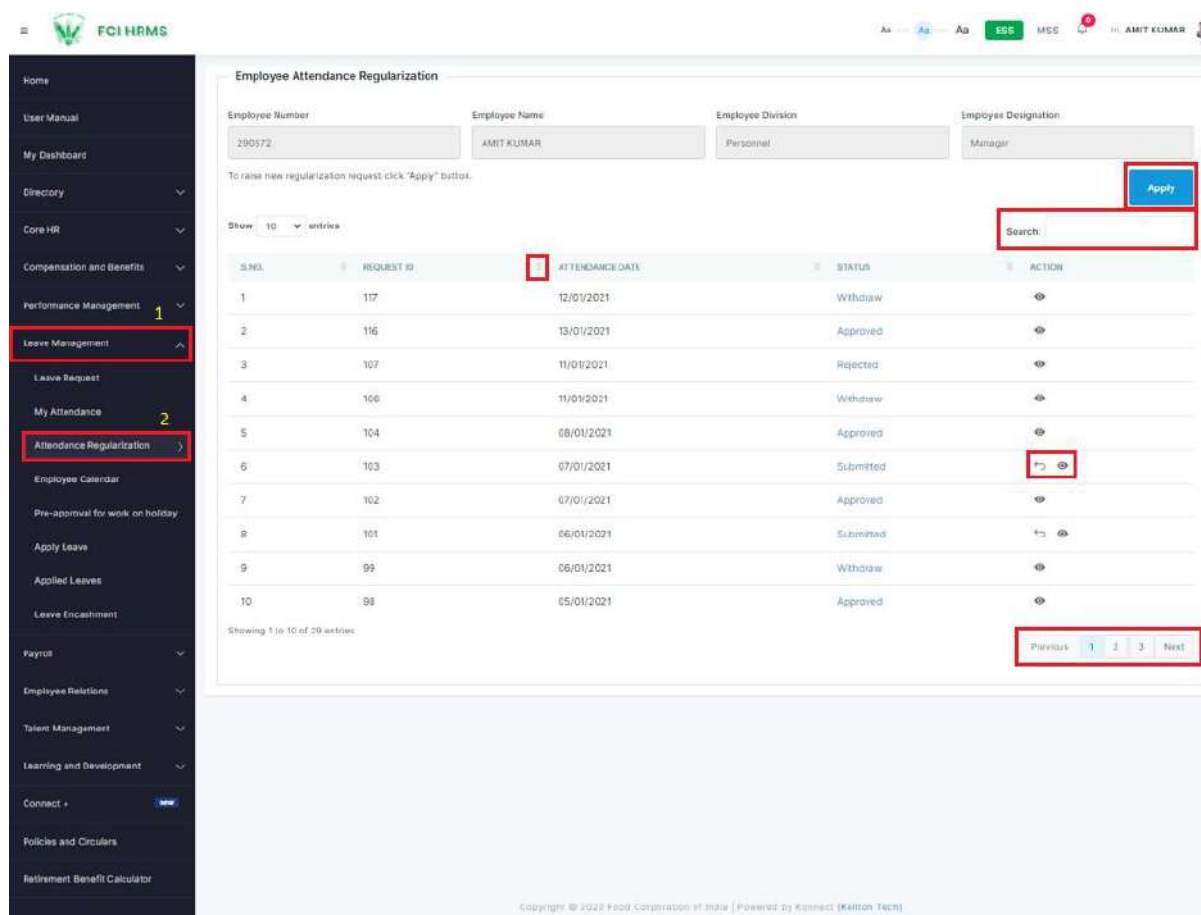 FCI HRMS
Aa Aa Aa ESS MSS 0 Hi, AMIT KUMAR
Home
User Manual
My Dashboard
Directory
Core HR
Compensation and Benefits
Performance Management
1
Leave Management
Leave Request
My Attendance
2
Attendance Regularization
Employee Calendar
Pre-approval for work on holiday
Apply Leave
Applied Leaves
Leave Encashment
Payroll
Employee Relations
Talent Management
Learning and Development
Connect + NEW
Policies and Circulars
Retirement Benefit Calculator
Employee Attendance Regularization
Employee Number Employee Name Employee Division Employee Designation
290572 AMIT KUMAR Personnel Manager
To raise new regularization request click "Apply" button.
Apply
Show 10 entries
Search:
S.NO. REQUEST ID ATTENDANCE DATE STATUS ACTION
1 117 12/01/2021 Withdraw
2 116 13/01/2021 Approved
3 107 11/01/2021 Rejected
4 106 11/01/2021 Withdraw
5 104 08/01/2021 Approved
6 103 07/01/2021 Submitted
7 102 07/01/2021 Approved
8 101 06/01/2021 Submitted
9 99 06/01/2021 Withdraw
10 98 05/01/2021 Approved
Showing 1 to 10 of 29 entries
Previous 1 2 3 Next
Copyright © 2022 Food Corporation of India | Powered by Konnect (Kellton Tech)